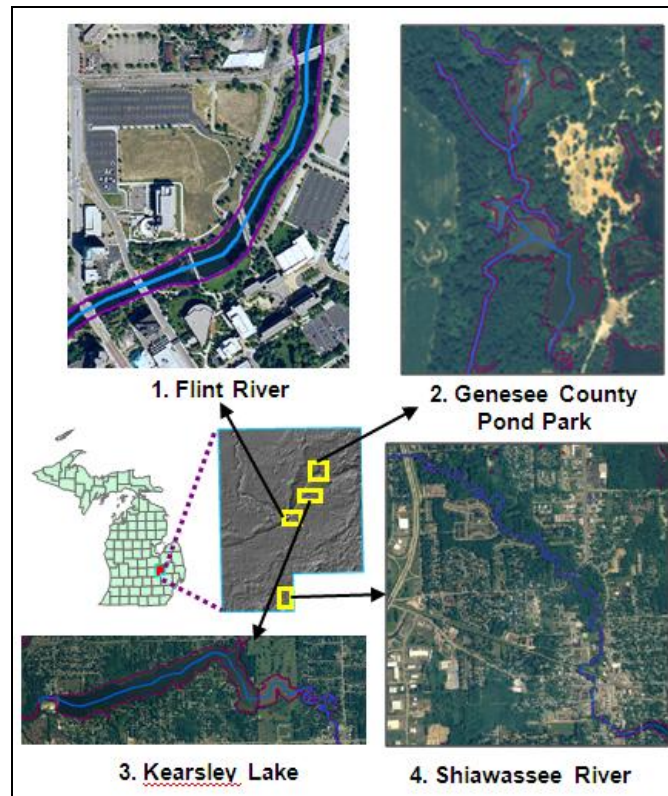 1. Flint River
2. Genesee County
Pond Park
3. Kearsley Lake
4. Shiawassee River